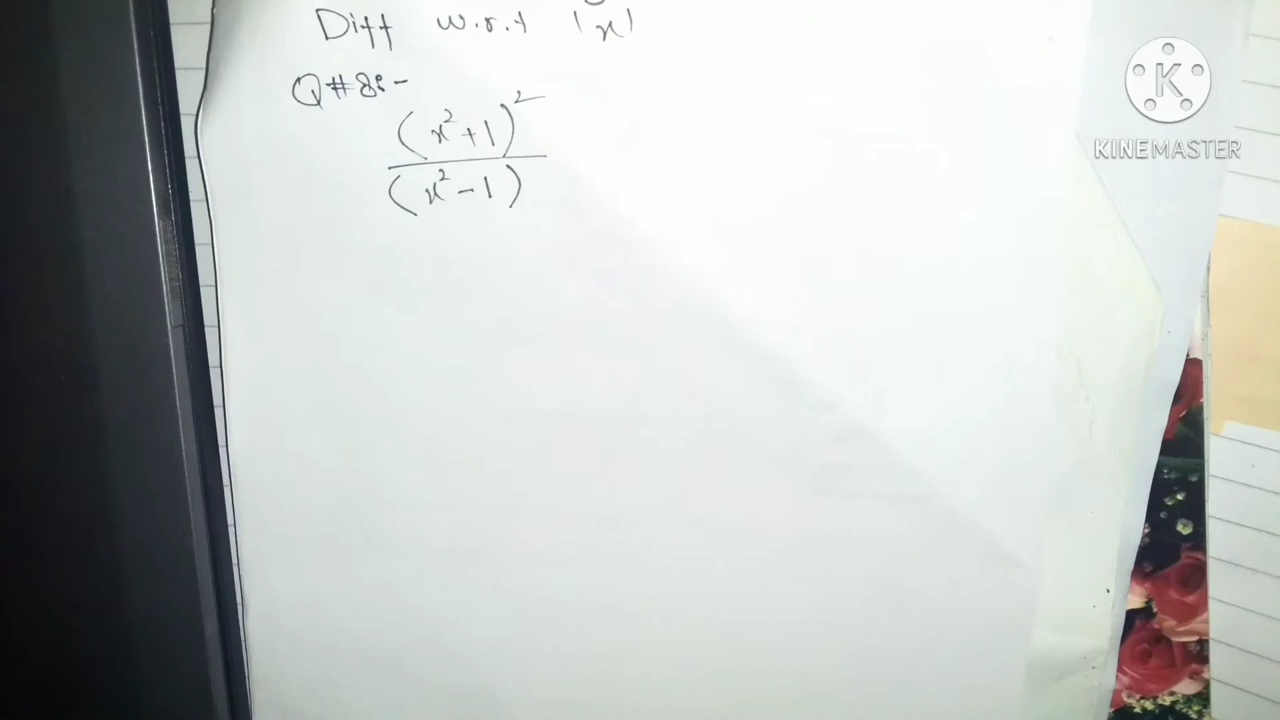 Diff w.r.t 'x'
Q#8:-
(x²+1)²
(x²-1)
K
KINEMASTER